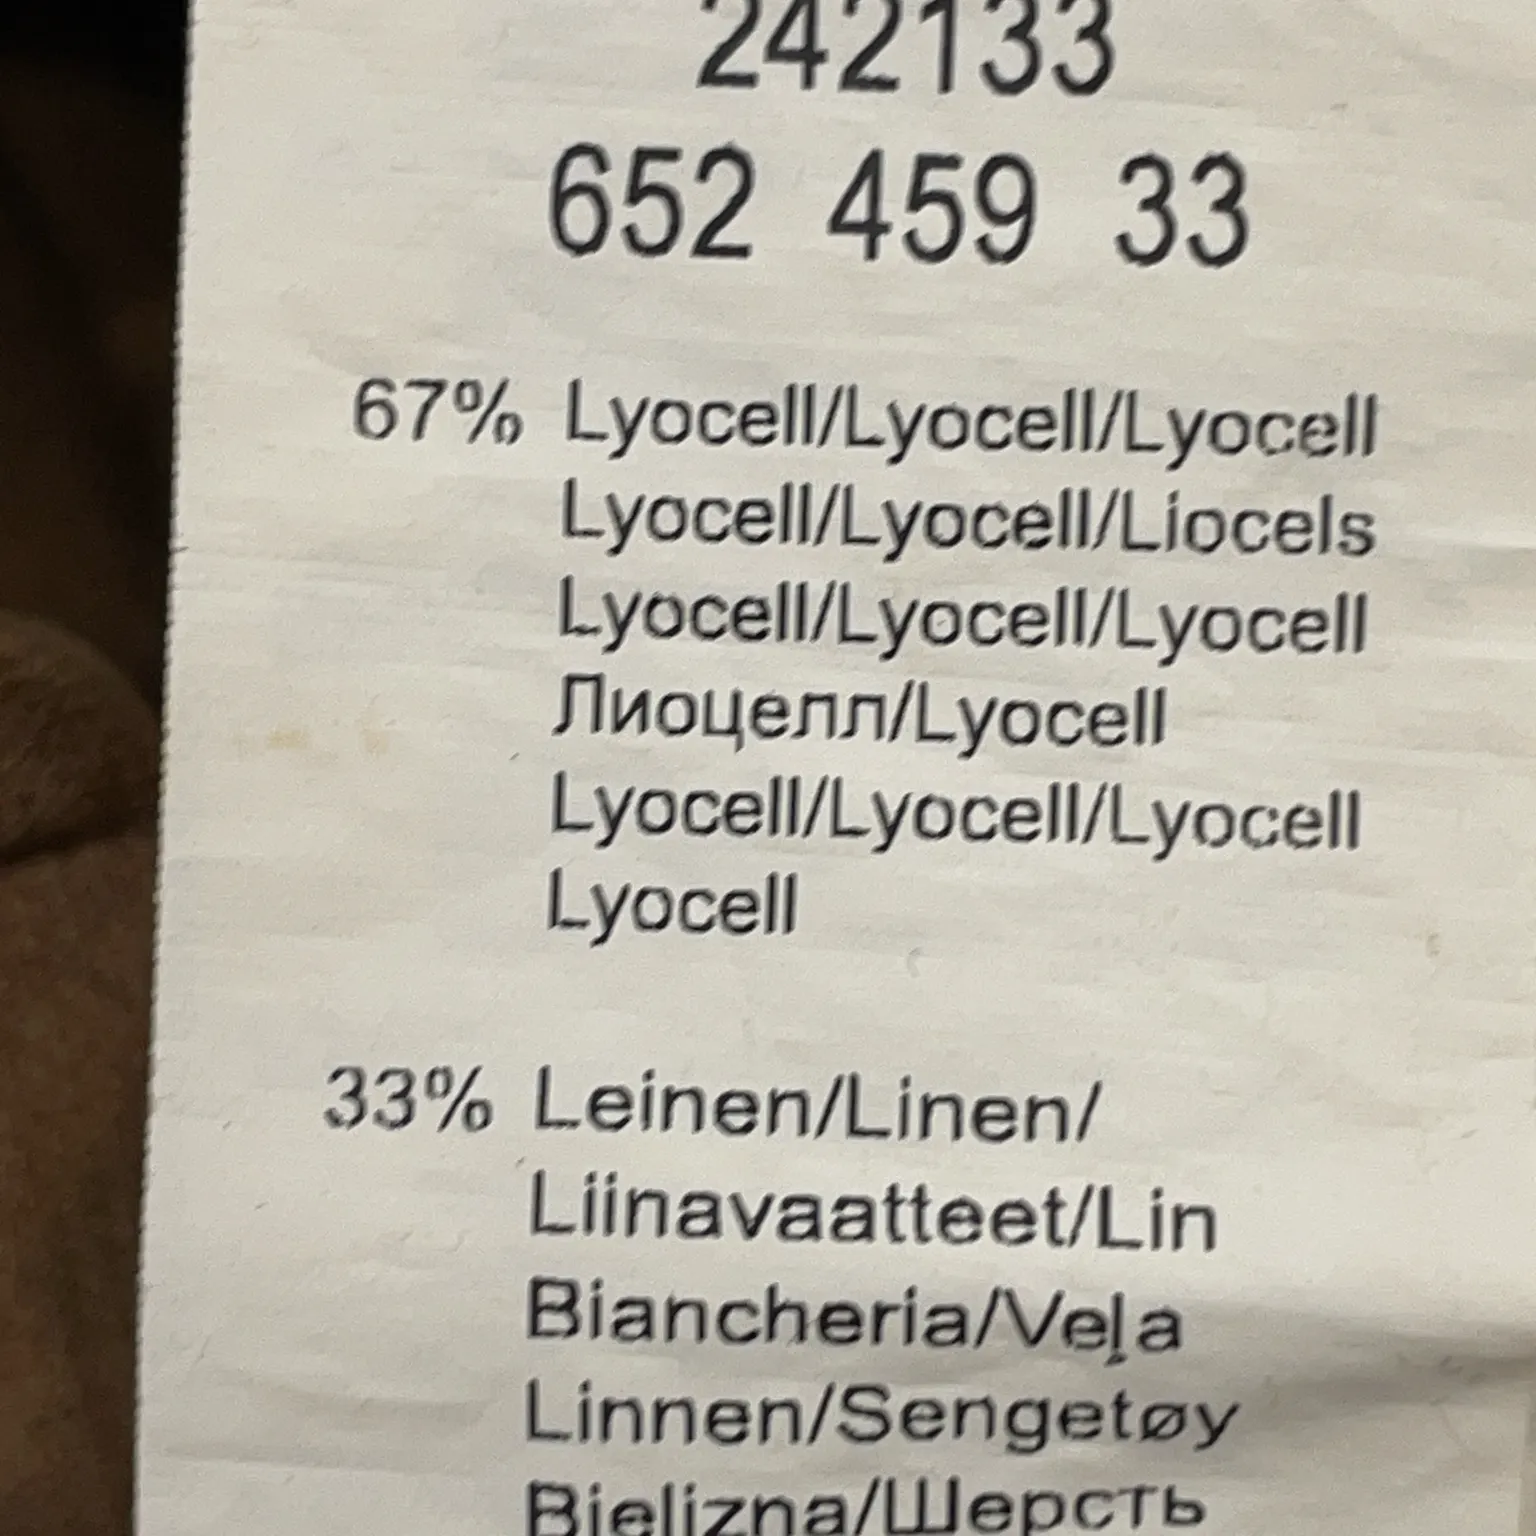 242133
652 459 33
67% Lyocell/Lyocell/Lyocell
Lyocell/Lyocell/Liocels
Lyocell/Lyocell/Lyocell
Лиоцелл/Lyocell
Lyocell/Lyocell/Lyocell
Lyocell
33% Leinen/Linen/
Liinavaatteet/Lin
Biancheria/Veļa
Linnen/Sengetøy
Bielizna/Шерсть